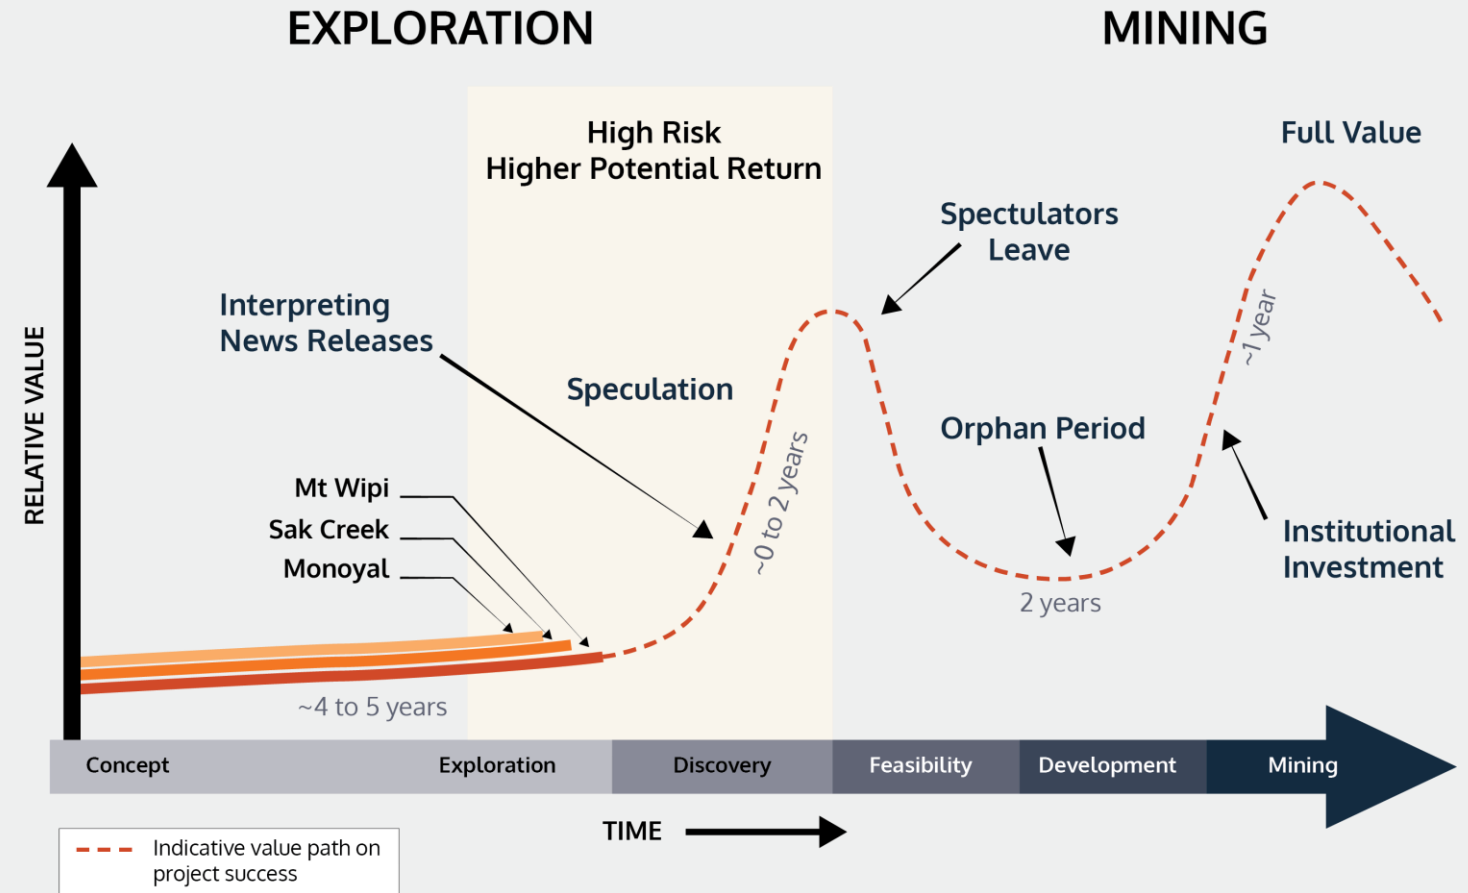 EXPLORATION
MINING
High Risk
Higher Potential Return
Full Value
Spectulators
Leave
Interpreting
News Releases
Speculation
~1 year
RELATIVE VALUE
Orphan Period
~0 to 2 years
Mt Wipi
Sak Creek
Monoyal
Institutional
Investment
2 years
~4 to 5 years
Concept
Exploration
Discovery
Feasibility
Development
Mining
TIME
Indicative value path on
project success